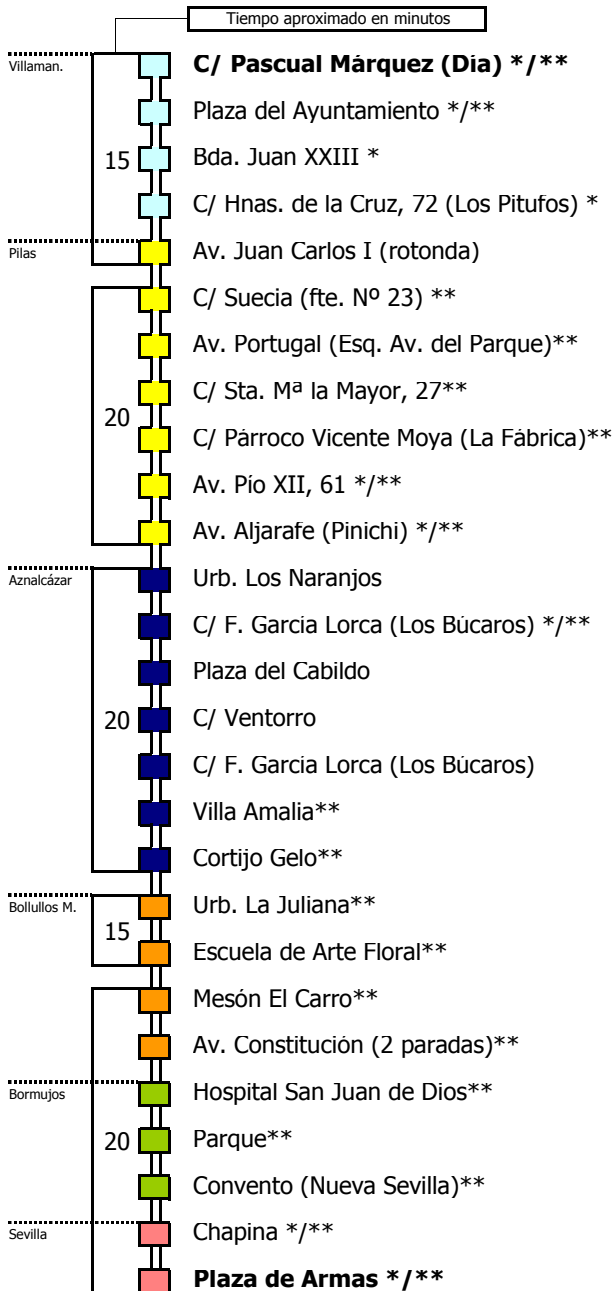 Tiempo aproximado en minutos
Villaman.
C/ Pascual Márquez (Dia) */**
Plaza del Ayuntamiento */**
15
Bda. Juan XXIII *
C/ Hnas. de la Cruz, 72 (Los Pitufos) *
Pilas
Av. Juan Carlos I (rotonda)
C/ Suecia (fte. Nº 23) **
Av. Portugal (Esq. Av. del Parque)**
C/ Sta. Mª la Mayor, 27**
20
C/ Párroco Vicente Moya (La Fábrica)**
Av. Pío XII, 61 */**
Av. Aljarafe (Pinichi) */**
Aznalcázar
Urb. Los Naranjos
C/ F. García Lorca (Los Búcaros) */**
Plaza del Cabildo
20
C/ Ventorro
C/ F. García Lorca (Los Búcaros)
Villa Amalia**
Cortijo Gelo**
Bollullos M.
Urb. La Juliana**
15
Escuela de Arte Floral**
Mesón El Carro**
Av. Constitución (2 paradas)**
Bormujos
Hospital San Juan de Dios**
20
Parque**
Convento (Nueva Sevilla)**
Sevilla
Chapina */**
Plaza de Armas */**